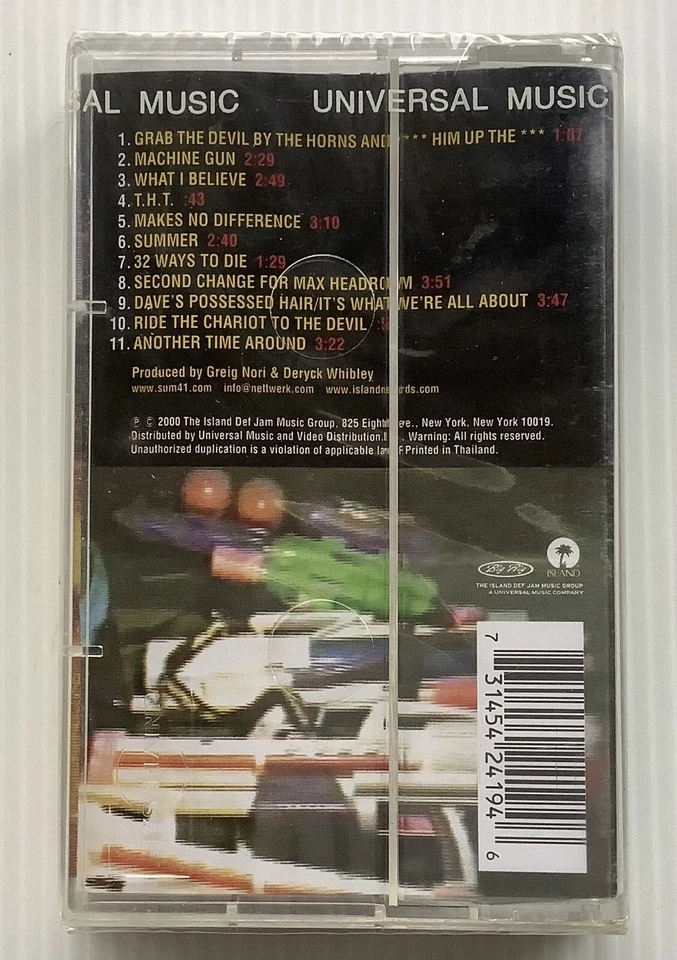 SAL MUSIC UNIVERSAL MUSIC
1. GRAB THE DEVIL BY THE HORNS AND *** HIM UP THE *** 1:07
2. MACHINE GUN 2:29
3. WHAT I BELIEVE 2:49
4. T.H.T. :43
5. MAKES NO DIFFERENCE 3:10
6. SUMMER 2:40
7. 32 WAYS TO DIE 1:29
8. SECOND CHANGE FOR MAX HEADROOM 3:51
9. DAVE'S POSSESSED HAIR/IT'S WHAT WE'RE ALL ABOUT 3:47
10. RIDE THE CHARIOT TO THE DEVIL
11. ANOTHER TIME AROUND 3:22
Produced by Greig Nori & Deryck Whibley
www.sum41.com info@nettwerk.com www.islandrecords.com
℗ © 2000 The Island Def Jam Music Group, 825 Eighth Ave., New York, New York 10019.
Distributed by Universal Music and Video Distribution. Warning: All rights reserved.
Unauthorized duplication is a violation of applicable laws Printed in Thailand.
Big Rig
ISLAND
THE ISLAND DEF JAM MUSIC GROUP
A UNIVERSAL MUSIC COMPANY
7 31454 24194 6